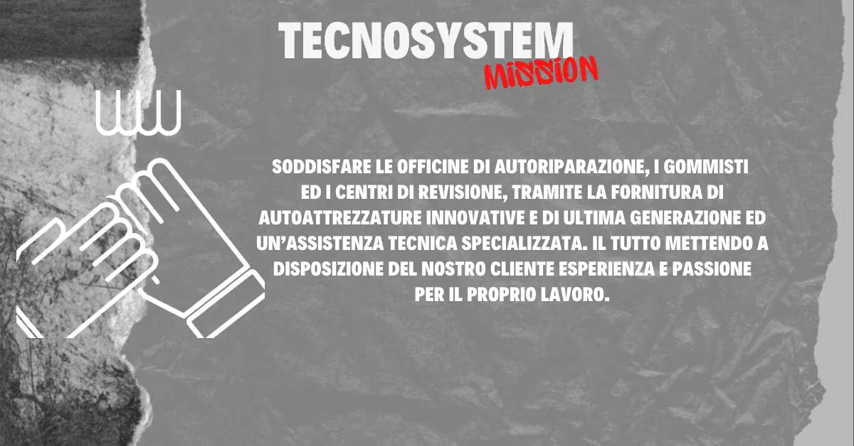 TECNOSYSTEM
MISSION
SODDISFARE LE OFFICINE DI AUTORIPARAZIONE, I GOMMISTI
ED I CENTRI DI REVISIONE, TRAMITE LA FORNITURA DI
AUTOATTREZZATURE INNOVATIVE E DI ULTIMA GENERAZIONE ED
UN'ASSISTENZA TECNICA SPECIALIZZATA. IL TUTTO METTENDO A
DISPOSIZIONE DEL NOSTRO CLIENTE ESPERIENZA E PASSIONE
PER IL PROPRIO LAVORO.